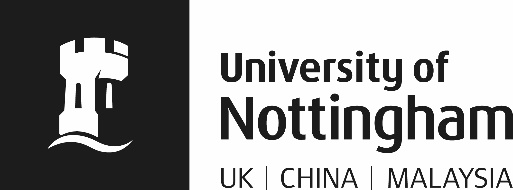 University of
Nottingham
UK | CHINA | MALAYSIA